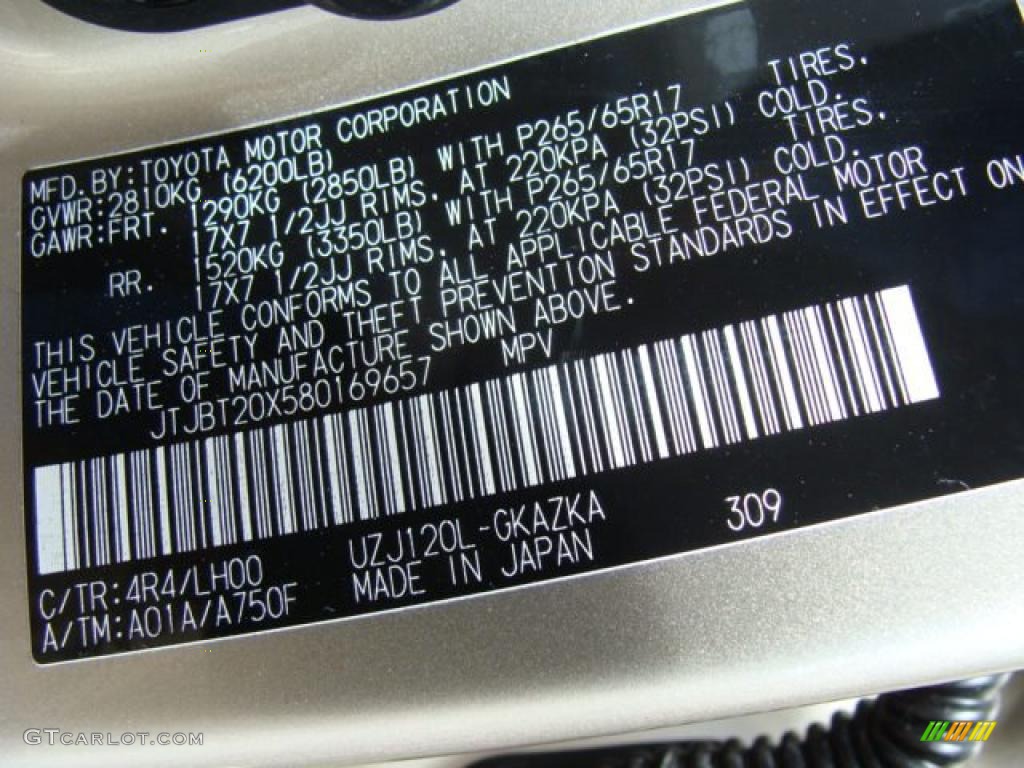 MFD. BY: TOYOTA MOTOR CORPORATION
GVWR: 2810KG (6200LB)
GAWR: FRT. 1290KG (2850LB) WITH P265/65R17 TIRES.
17X7 1/2JJ RIMS. AT 220KPA (32PSI) COLD.
RR. 1520KG (3350LB) WITH P265/65R17 TIRES.
17X7 1/2JJ RIMS. AT 220KPA (32PSI) COLD.
THIS VEHICLE CONFORMS TO ALL APPLICABLE FEDERAL MOTOR
VEHICLE SAFETY AND THEFT PREVENTION STANDARDS IN EFFECT ON
THE DATE OF MANUFACTURE SHOWN ABOVE.
JTJBT20X580169657 MPV
C/TR: 4R4/LH00 UZJ120L-GKAZKA 309
A/TM: A01A/A750F MADE IN JAPAN
GTCARLOT.COM